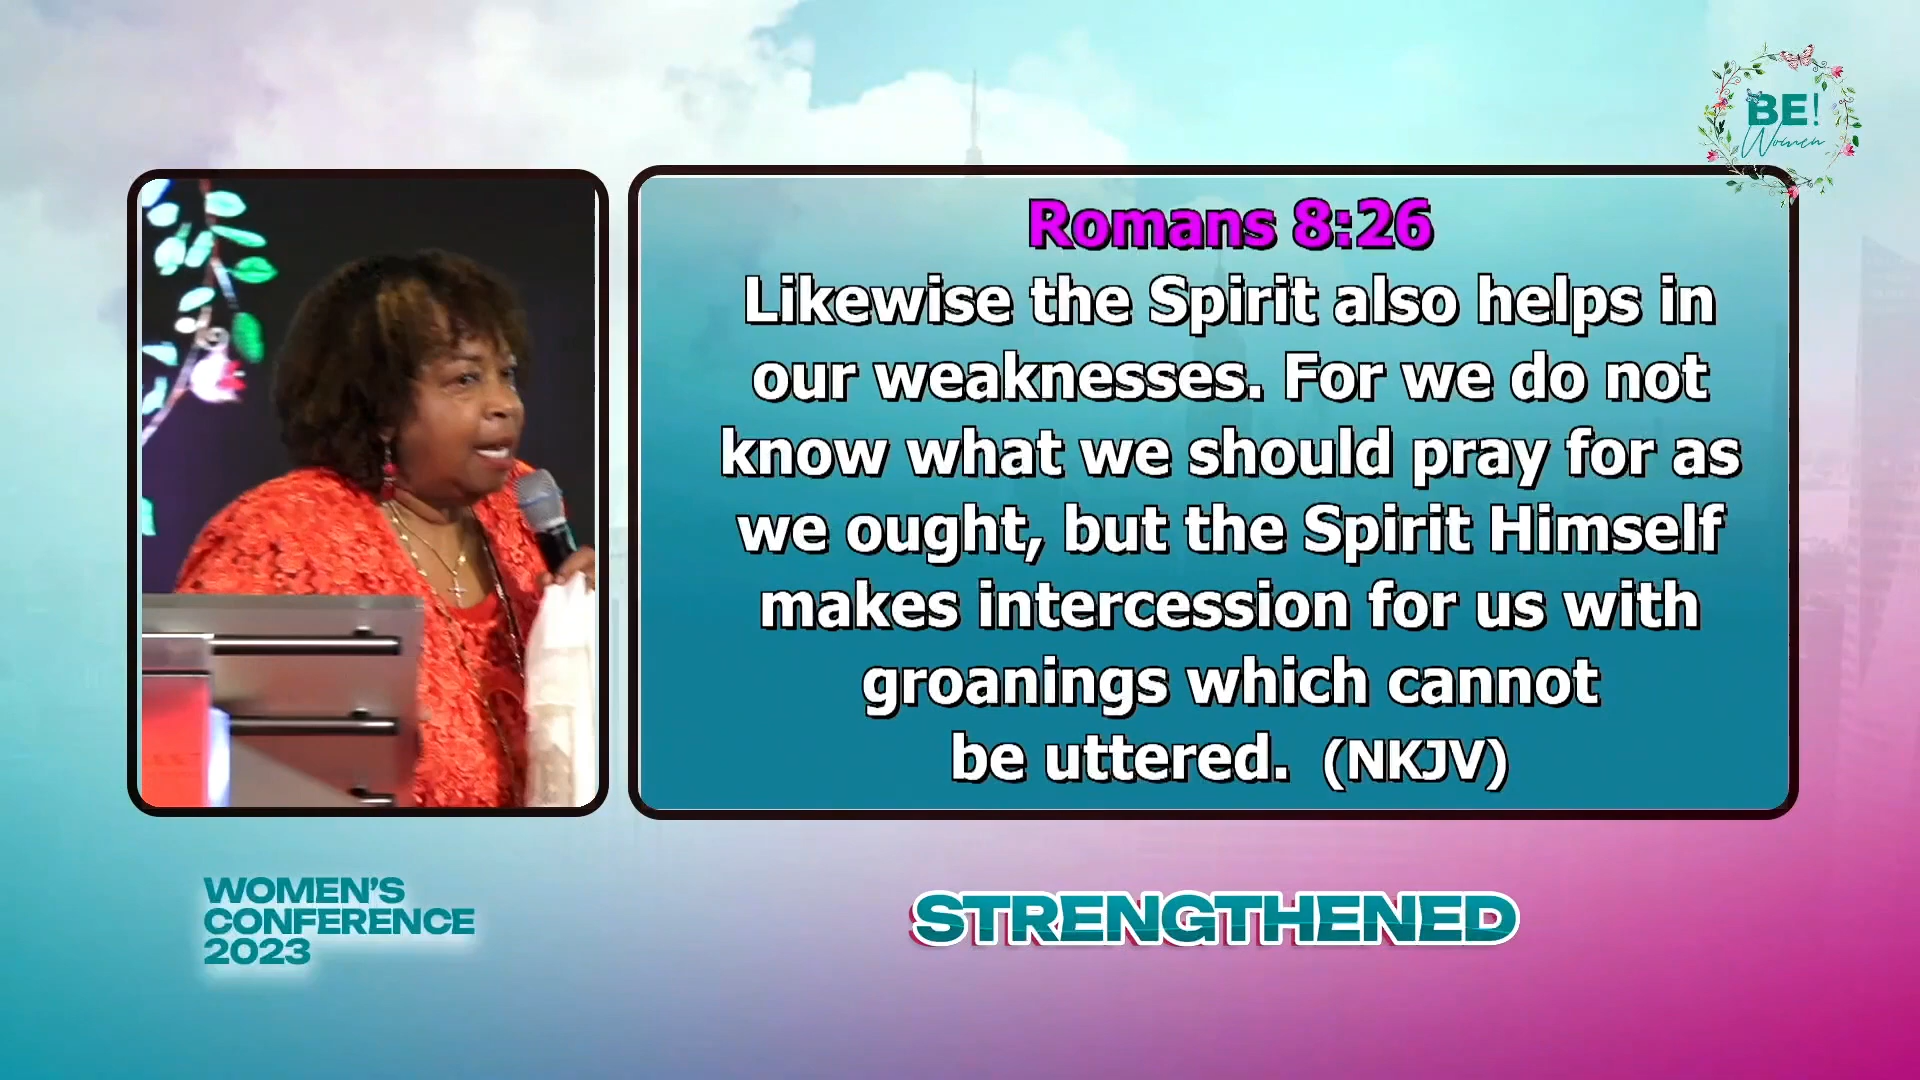 BE!
Women
Romans 8:26
Likewise the Spirit also helps in
our weaknesses. For we do not
know what we should pray for as
we ought, but the Spirit Himself
makes intercession for us with
groanings which cannot
be uttered. (NKJV)
WOMEN'S
CONFERENCE
2023
STRENGTHENED